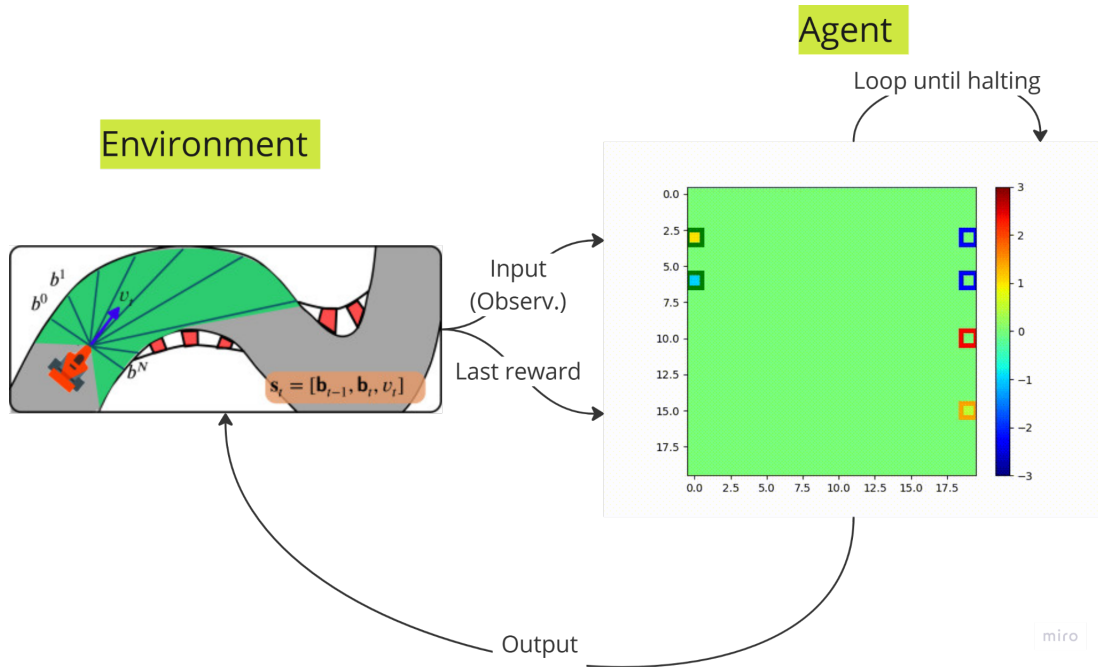 Agent
Loop until halting
Environment
0.0
2.5
5.0
7.5
10.0
12.5
15.0
17.5
0.0 2.5 5.0 7.5 10.0 12.5 15.0 17.5
3
2
1
0
−1
−2
−3
b⁰
b¹
vₜ
bᴺ
sₜ = [bₜ₋₁, bₜ, vₜ]
Input
(Observ.)
Last reward
Output
miro